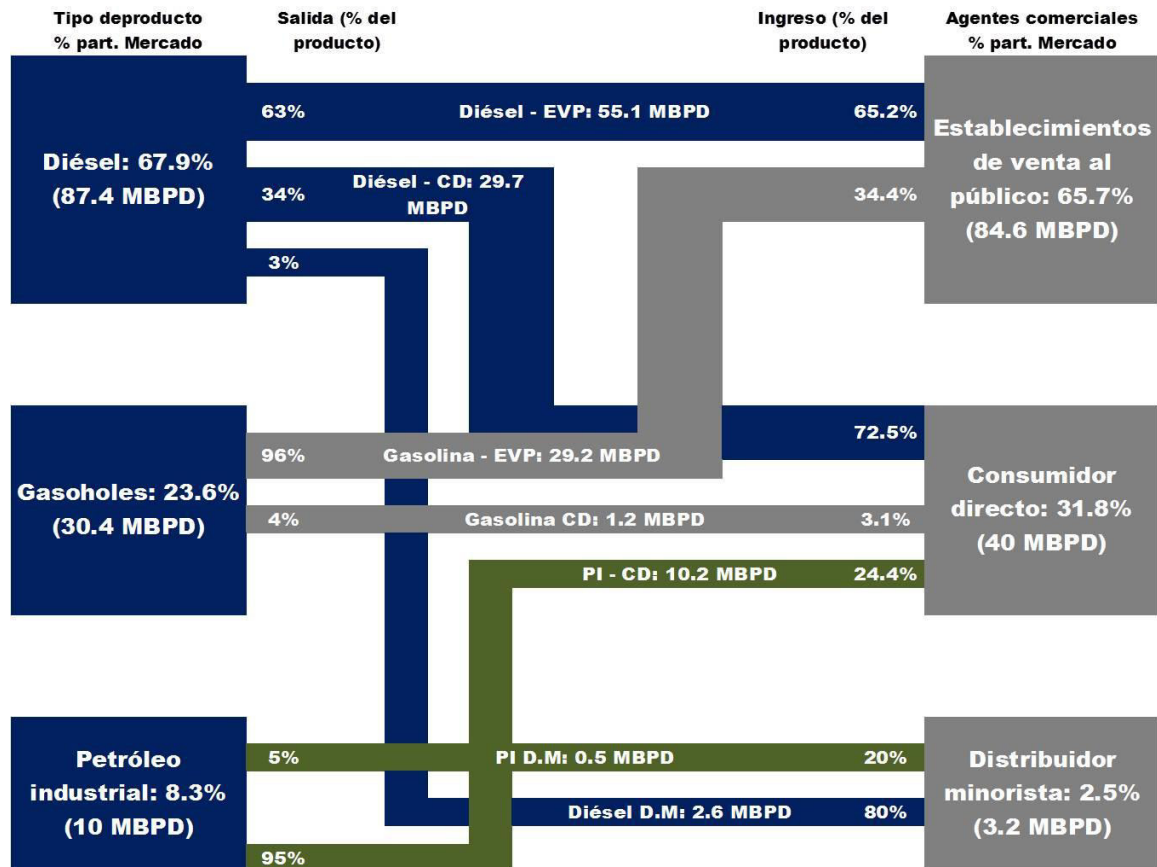 Tipo deproducto
% part. Mercado
Salida (% del
producto)
Ingreso (% del
producto)
Agentes comerciales
% part. Mercado
Diésel: 67.9%
(87.4 MBPD)
63%
Diésel - EVP: 55.1 MBPD
65.2%
34%
Diésel - CD: 29.7
MBPD
34.4%
3%
Establecimientos
de venta al
público: 65.7%
(84.6 MBPD)
Gasoholes: 23.6%
(30.4 MBPD)
72.5%
96%
Gasolina - EVP: 29.2 MBPD
4%
Gasolina CD: 1.2 MBPD
3.1%
PI - CD: 10.2 MBPD
24.4%
Consumidor
directo: 31.8%
(40 MBPD)
Petróleo
industrial: 8.3%
(10 MBPD)
5%
PI D.M: 0.5 MBPD
20%
Diésel D.M: 2.6 MBPD
80%
95%
Distribuidor
minorista: 2.5%
(3.2 MBPD)